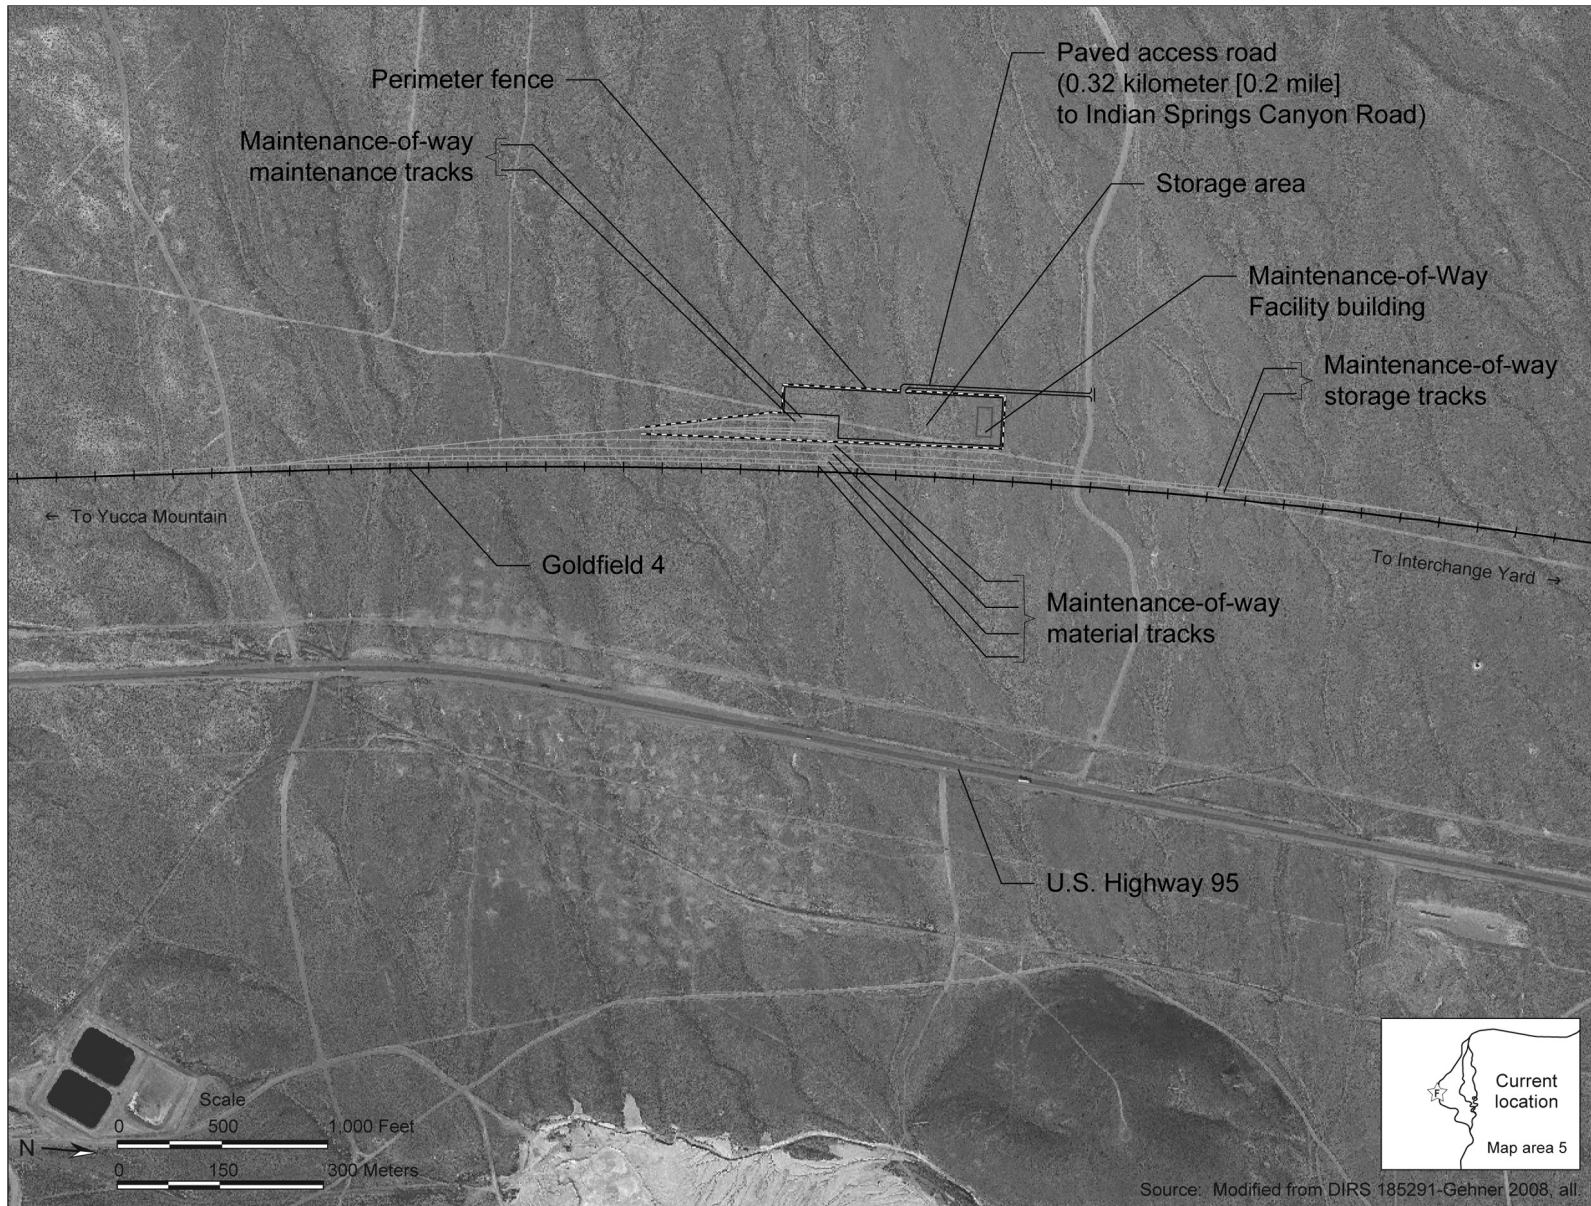 Paved access road
(0.32 kilometer [0.2 mile]
to Indian Springs Canyon Road)
Perimeter fence
Maintenance-of-way
maintenance tracks
Storage area
Maintenance-of-Way
Facility building
Maintenance-of-way
storage tracks
← To Yucca Mountain
Goldfield 4
To Interchange Yard →
Maintenance-of-way
material tracks
U.S. Highway 95
Scale
0 500 1,000 Feet
N
0 150 300 Meters
F
Current
location
Map area 5
Source: Modified from DIRS 185291-Gehner 2008, all.